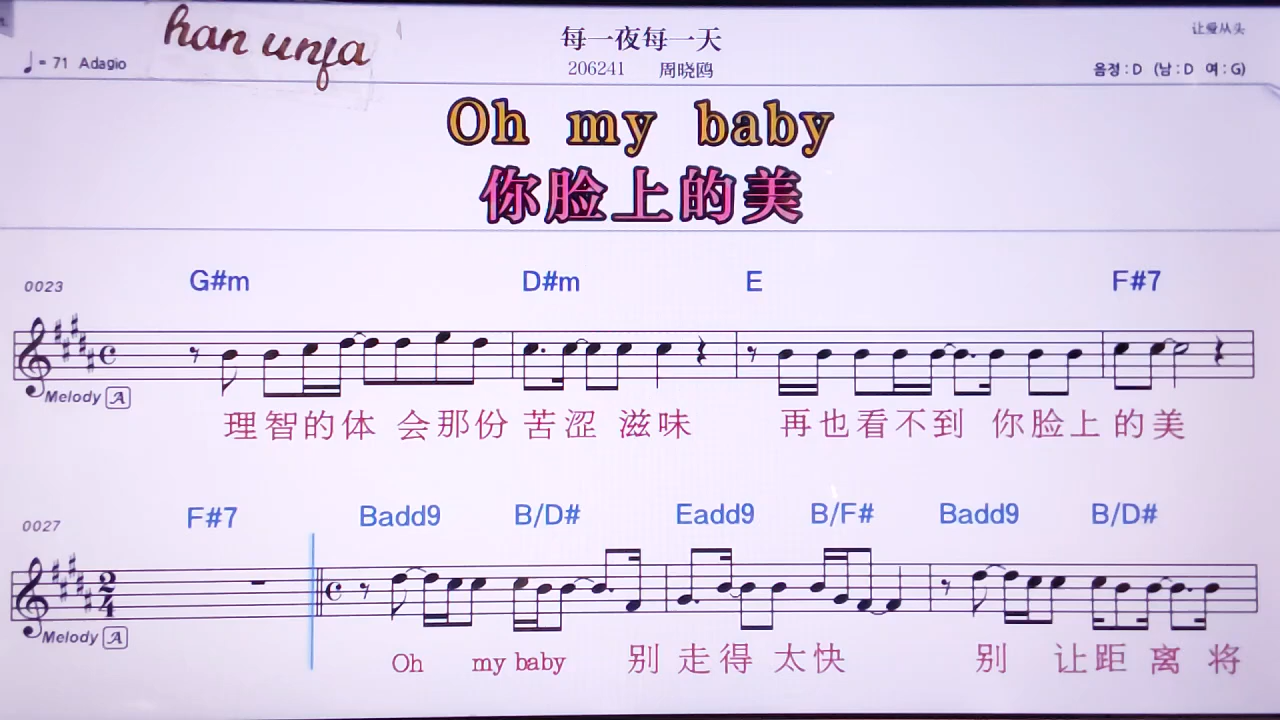 han unfa
每一夜每一天
让爱从头
♩= 71 Adagio
206241 周晓鸥
음정 : D (남 : D 여 : G)
Oh my baby
你脸上的美
0023 G#m D#m E F#7
Melody A
理智的体 会那份 苦涩 滋味 再也看不到 你脸上 的美
0027 F#7 Badd9 B/D# Eadd9 B/F# Badd9 B/D#
2
4
Melody A
Oh my baby 别 走得 太快 别 让距 离 将